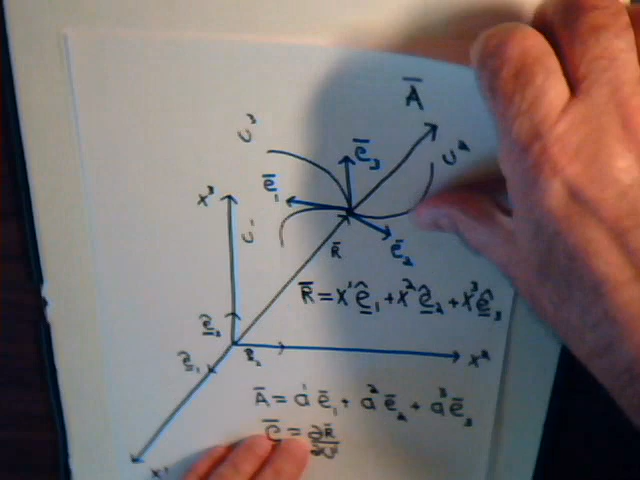 Ā
U³ ē₃ U²
ē₁
X³ U¹ ē₂
R̄
R̄ = X¹ê₁ + X²ê₂ + X³ê₃
ê₃
ê₁ ê₂ X²
Ā = a¹ē₁ + a²ē₂ + a³ē₃
X¹